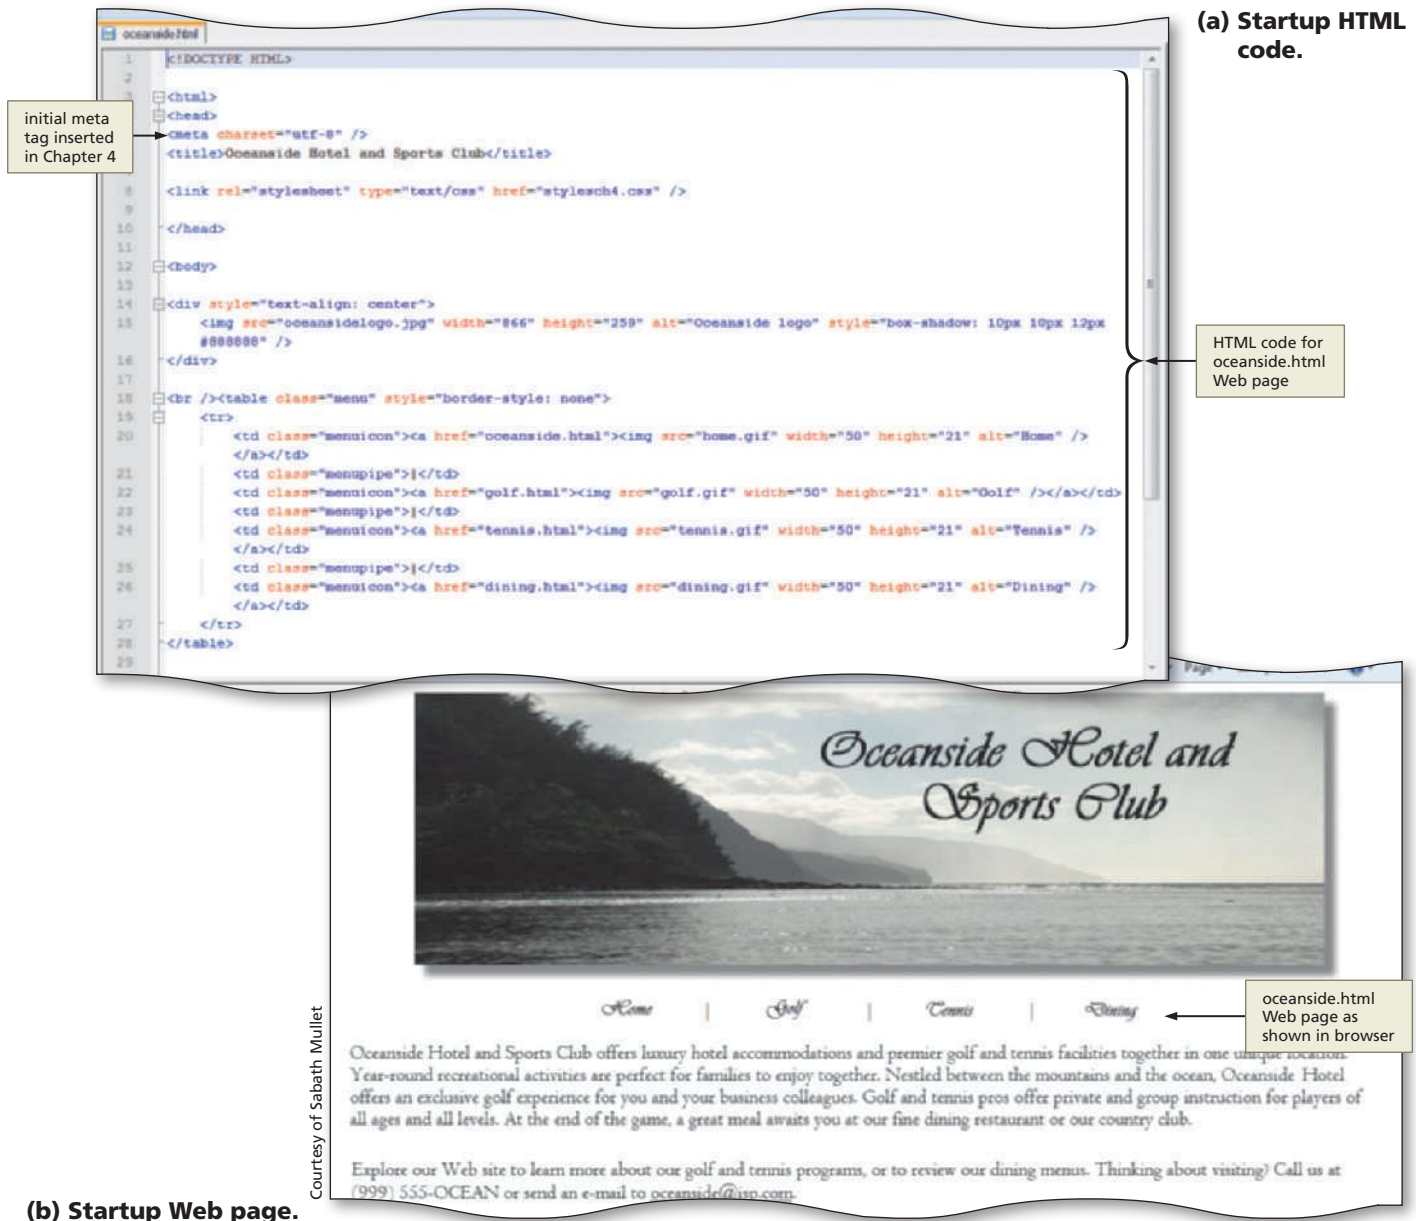 (a) Startup HTML
code.
oceanside.html
1 <!DOCTYPE HTML>
2
3 <html>
<head>
initial meta
tag inserted
in Chapter 4
<meta charset="utf-8" />
<title>Oceanside Hotel and Sports Club</title>
8 <link rel="stylesheet" type="text/css" href="stylesch4.css" />
9
10 </head>
11
12 <body>
13
14 <div style="text-align: center">
15 <img src="oceansidelogo.jpg" width="866" height="259" alt="Oceanside logo" style="box-shadow: 10px 10px 12px
#888888" />
16 </div>
17
18 <br /><table class="menu" style="border-style: none">
19 <tr>
20 <td class="menuicon"><a href="oceanside.html"><img src="home.gif" width="50" height="21" alt="Home" />
</a></td>
21 <td class="menupipe">|</td>
22 <td class="menuicon"><a href="golf.html"><img src="golf.gif" width="50" height="21" alt="Golf" /></a></td>
23 <td class="menupipe">|</td>
24 <td class="menuicon"><a href="tennis.html"><img src="tennis.gif" width="50" height="21" alt="Tennis" />
</a></td>
25 <td class="menupipe">|</td>
26 <td class="menuicon"><a href="dining.html"><img src="dining.gif" width="50" height="21" alt="Dining" />
</a></td>
27 </tr>
28 </table>
29
HTML code for
oceanside.html
Web page
Page
Oceanside Hotel and
Sports Club
Home | Golf | Tennis | Dining
oceanside.html
Web page as
shown in browser
Oceanside Hotel and Sports Club offers luxury hotel accommodations and premier golf and tennis facilities together in one unique location.
Year-round recreational activities are perfect for families to enjoy together. Nestled between the mountains and the ocean, Oceanside Hotel
offers an exclusive golf experience for you and your business colleagues. Golf and tennis pros offer private and group instruction for players of
all ages and all levels. At the end of the game, a great meal awaits you at our fine dining restaurant or our country club.
Explore our Web site to learn more about our golf and tennis programs, or to review our dining menus. Thinking about visiting? Call us at
(999) 555-OCEAN or send an e-mail to oceanside@isp.com.
Courtesy of Sabath Mullet
(b) Startup Web page.